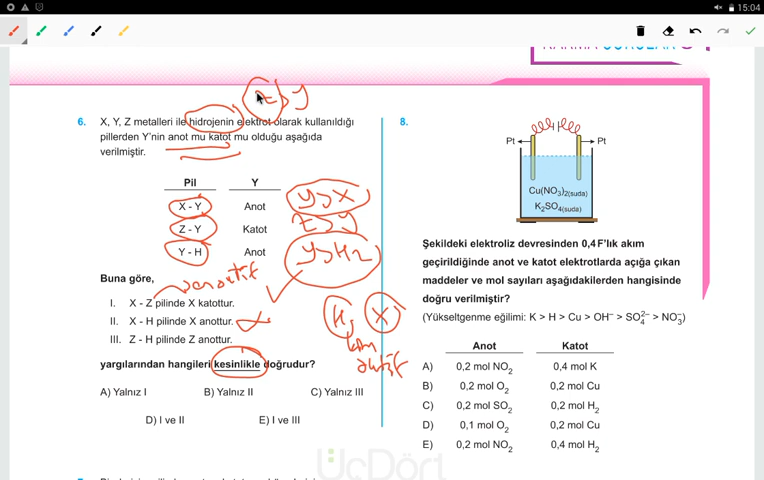 15:04
6. X, Y, Z metalleri ile hidrojenin elektrot olarak kullanıldığı
pillerden Y'nin anot mu katot mu olduğu aşağıda
verilmiştir.
Pil Y
X - Y Anot
Z - Y Katot
Y - H Anot
Y > X
Z > Y
Y > H2
Buna göre,
I. X - Z pilinde X katottur.
II. X - H pilinde X anottur.
III. Z - H pilinde Z anottur.
H, X
yargılarından hangileri kesinlikle doğrudur?
A) Yalnız I B) Yalnız II C) Yalnız III
D) I ve II E) I ve III
8.
Pt Pt
Cu(NO3)2(suda)
K2SO4(suda)
Şekildeki elektroliz devresinden 0,4 F'lık akım
geçirildiğinde anot ve katot elektrotlarda açığa çıkan
maddeler ve mol sayıları aşağıdakilerden hangisinde
doğru verilmiştir?
(Yükseltgenme eğilimi: K > H > Cu > OH⁻ > SO4²⁻ > NO3⁻)
Anot Katot
A) 0,2 mol NO2 0,4 mol K
B) 0,2 mol O2 0,2 mol Cu
C) 0,2 mol SO2 0,2 mol H2
D) 0,1 mol O2 0,2 mol Cu
E) 0,2 mol NO2 0,4 mol H2
ÜçDört